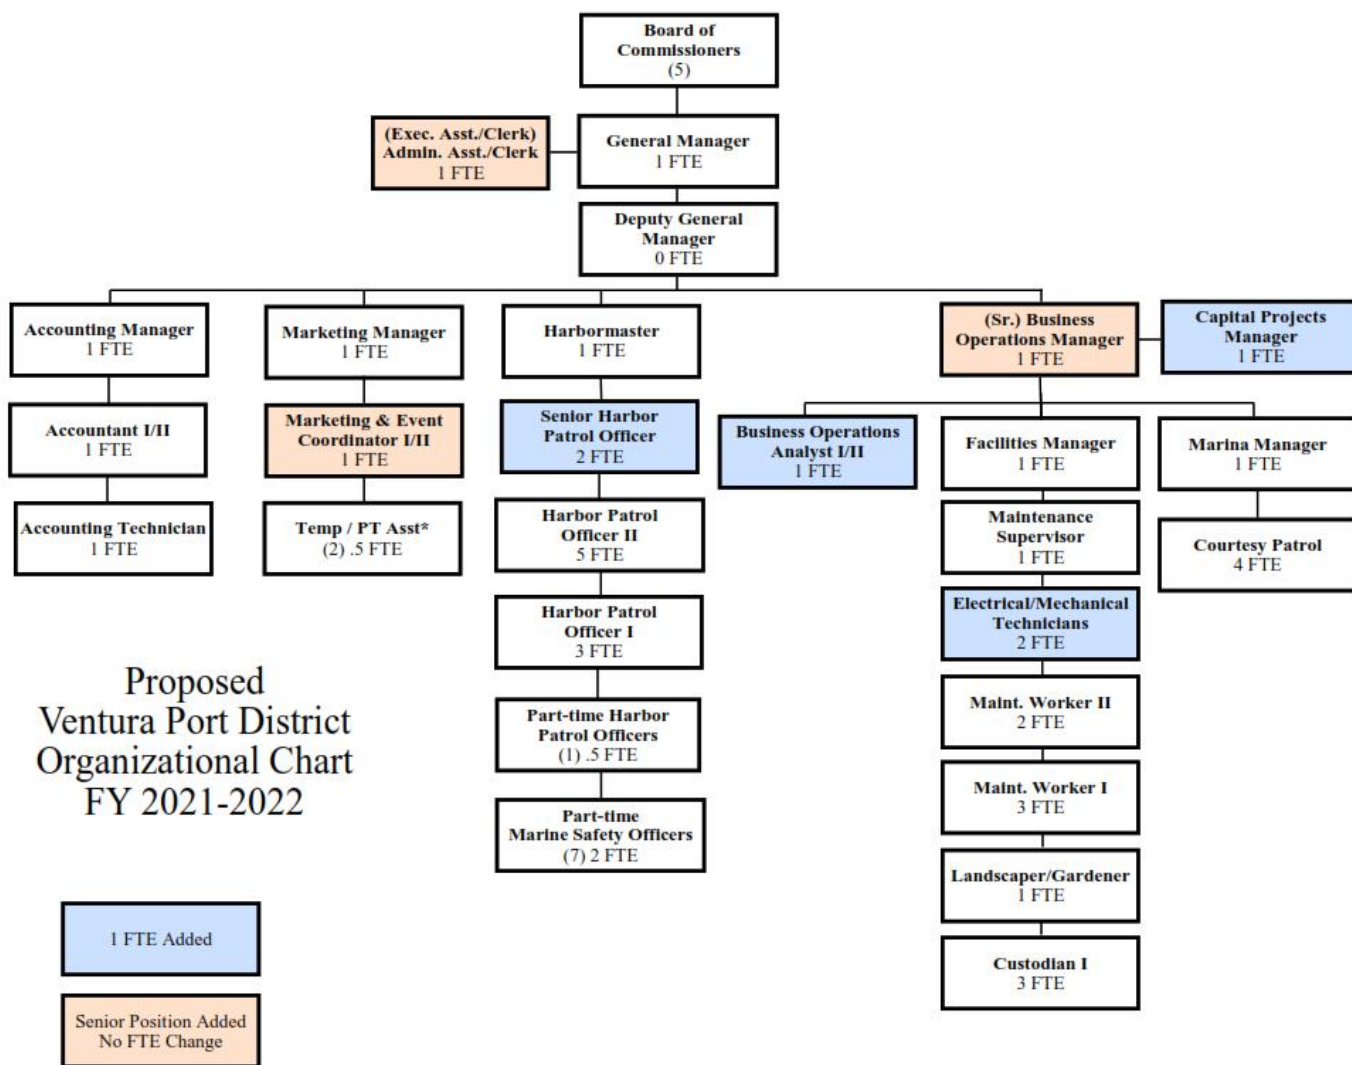 Board of
Commissioners
(5)
(Exec. Asst./Clerk)
Admin. Asst./Clerk
1 FTE
General Manager
1 FTE
Deputy General
Manager
0 FTE
Accounting Manager
1 FTE
Marketing Manager
1 FTE
Harbormaster
1 FTE
(Sr.) Business
Operations Manager
1 FTE
Capital Projects
Manager
1 FTE
Accountant I/II
1 FTE
Marketing & Event
Coordinator I/II
1 FTE
Senior Harbor
Patrol Officer
2 FTE
Business Operations
Analyst I/II
1 FTE
Facilities Manager
1 FTE
Marina Manager
1 FTE
Accounting Technician
1 FTE
Temp / PT Asst*
(2) .5 FTE
Harbor Patrol
Officer II
5 FTE
Maintenance
Supervisor
1 FTE
Courtesy Patrol
4 FTE
Harbor Patrol
Officer I
3 FTE
Electrical/Mechanical
Technicians
2 FTE
Part-time Harbor
Patrol Officers
(1) .5 FTE
Maint. Worker II
2 FTE
Part-time
Marine Safety Officers
(7) 2 FTE
Maint. Worker I
3 FTE
Landscaper/Gardener
1 FTE
Custodian I
3 FTE
Proposed
Ventura Port District
Organizational Chart
FY 2021-2022
1 FTE Added
Senior Position Added
No FTE Change